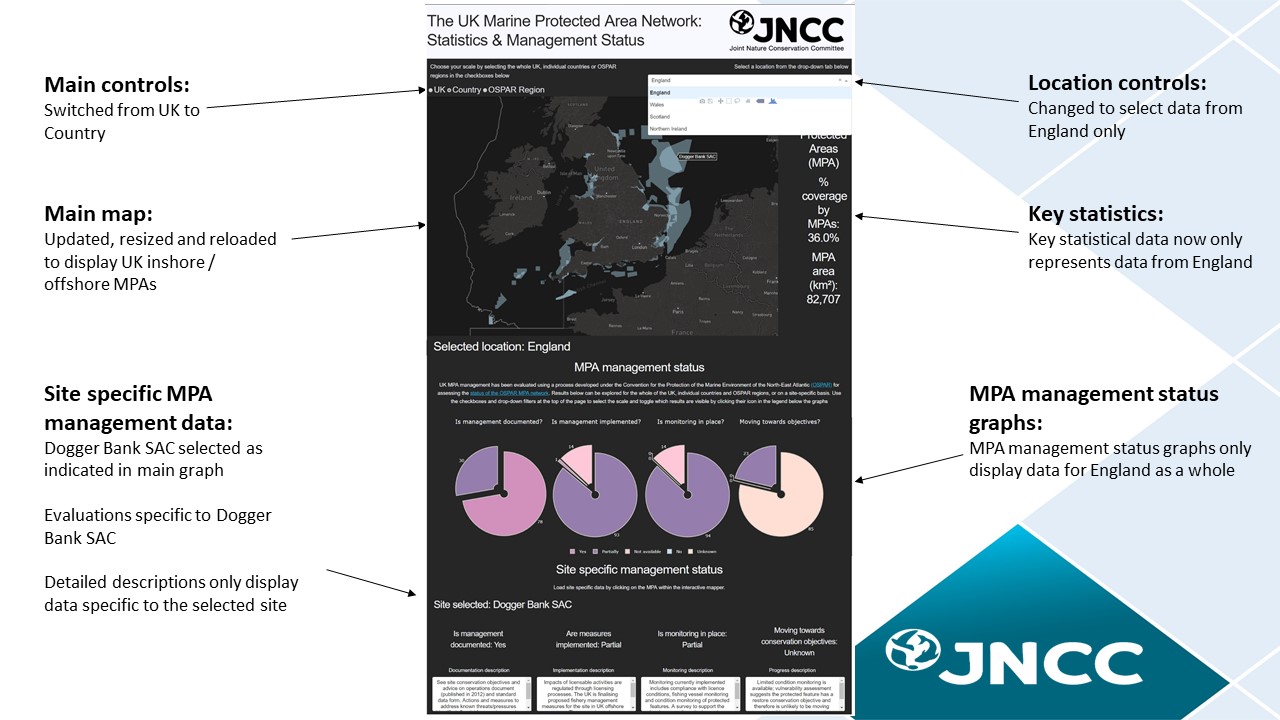 Main controls:
Switched from UK to
Country
Main map:
Updated, resized and reloaded
to display UK inshore /
offshore MPAs
Site specific MPA
management data:
Dogger Bank SAC selected as
indicated in main graph
Evaluations specific to Dogger
Bank SAC
Detailed descriptions only display
data specific to the selected site
The UK Marine Protected Area Network:
Statistics & Management Status
JNCC
Joint Nature Conservation Committee
Choose your scale by selecting the whole UK, individual countries or OSPAR
regions in the checkboxes below
Select a location from the drop-down tab below
UK Country OSPAR Region
England
England
Wales
Scotland
Northern Ireland
Dogger Bank SAC
United
Kingdom
Ireland
Dublin
ENGLAND
London
Paris
France
Protected
Areas
(MPA)
%
coverage
by
MPAs:
36.0%
MPA
area
(km²):
82,707
Selected location: England
MPA management status
UK MPA management has been evaluated using a process developed under the Convention for the Protection of the Marine Environment of the North-East Atlantic (OSPAR) for
assessing the status of the OSPAR MPA network. Results below can be explored for the whole of the UK, individual countries and OSPAR regions, or on a site-specific basis. Use
the checkboxes and drop-down filters at the top of the page to select the scale and toggle which results are visible by clicking their icon in the legend below the graphs
Is management documented? Is management implemented? Is monitoring in place? Moving towards objectives?
30
78
14
1
93
14
0
0
94
23
0
0
85
Yes Partially Not available No Unknown
Site specific management status
Load site specific data by clicking on the MPA within the interactive mapper.
Site selected: Dogger Bank SAC
Is management
documented: Yes
Are measures
implemented: Partial
Is monitoring in place:
Partial
Moving towards
conservation objectives:
Unknown
Documentation description
Implementation description
Monitoring description
Progress description
See site conservation objectives and
advice on operations document
(published in 2012) and standard
data form. Actions and measures to
address known threats/pressures
Impacts of licensable activities are
regulated through licensing
processes. The UK is finalising
proposed fishery management
measures for the site in UK offshore
Monitoring currently implemented
includes compliance with licence
conditions, fishing vessel monitoring
and condition monitoring of protected
features. A survey to support the
Limited condition monitoring is
available; vulnerability assessment
suggests the protected feature has a
restore conservation objective and
therefore is unlikely to be moving
Location controls:
Changed to select data from
England only
Key statistics:
Key statistical data now only
represents data from England
MPA management status
graphs:
MPA management status graphs only
display data for England as a whole
JNCC